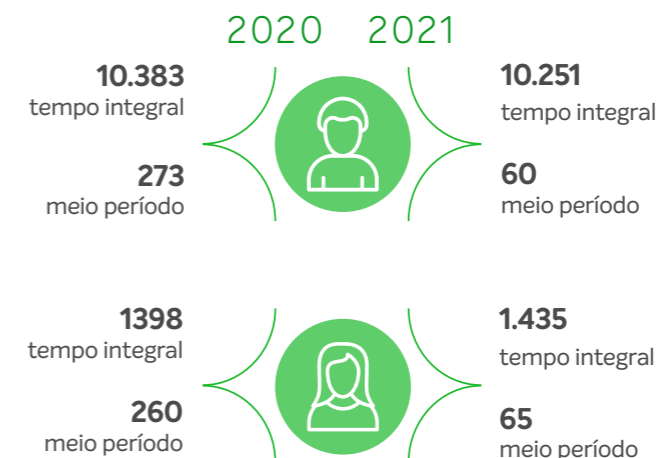 2020 2021
10.383
tempo integral
273
meio período
10.251
tempo integral
60
meio período
1398
tempo integral
260
meio período
1.435
tempo integral
65
meio período